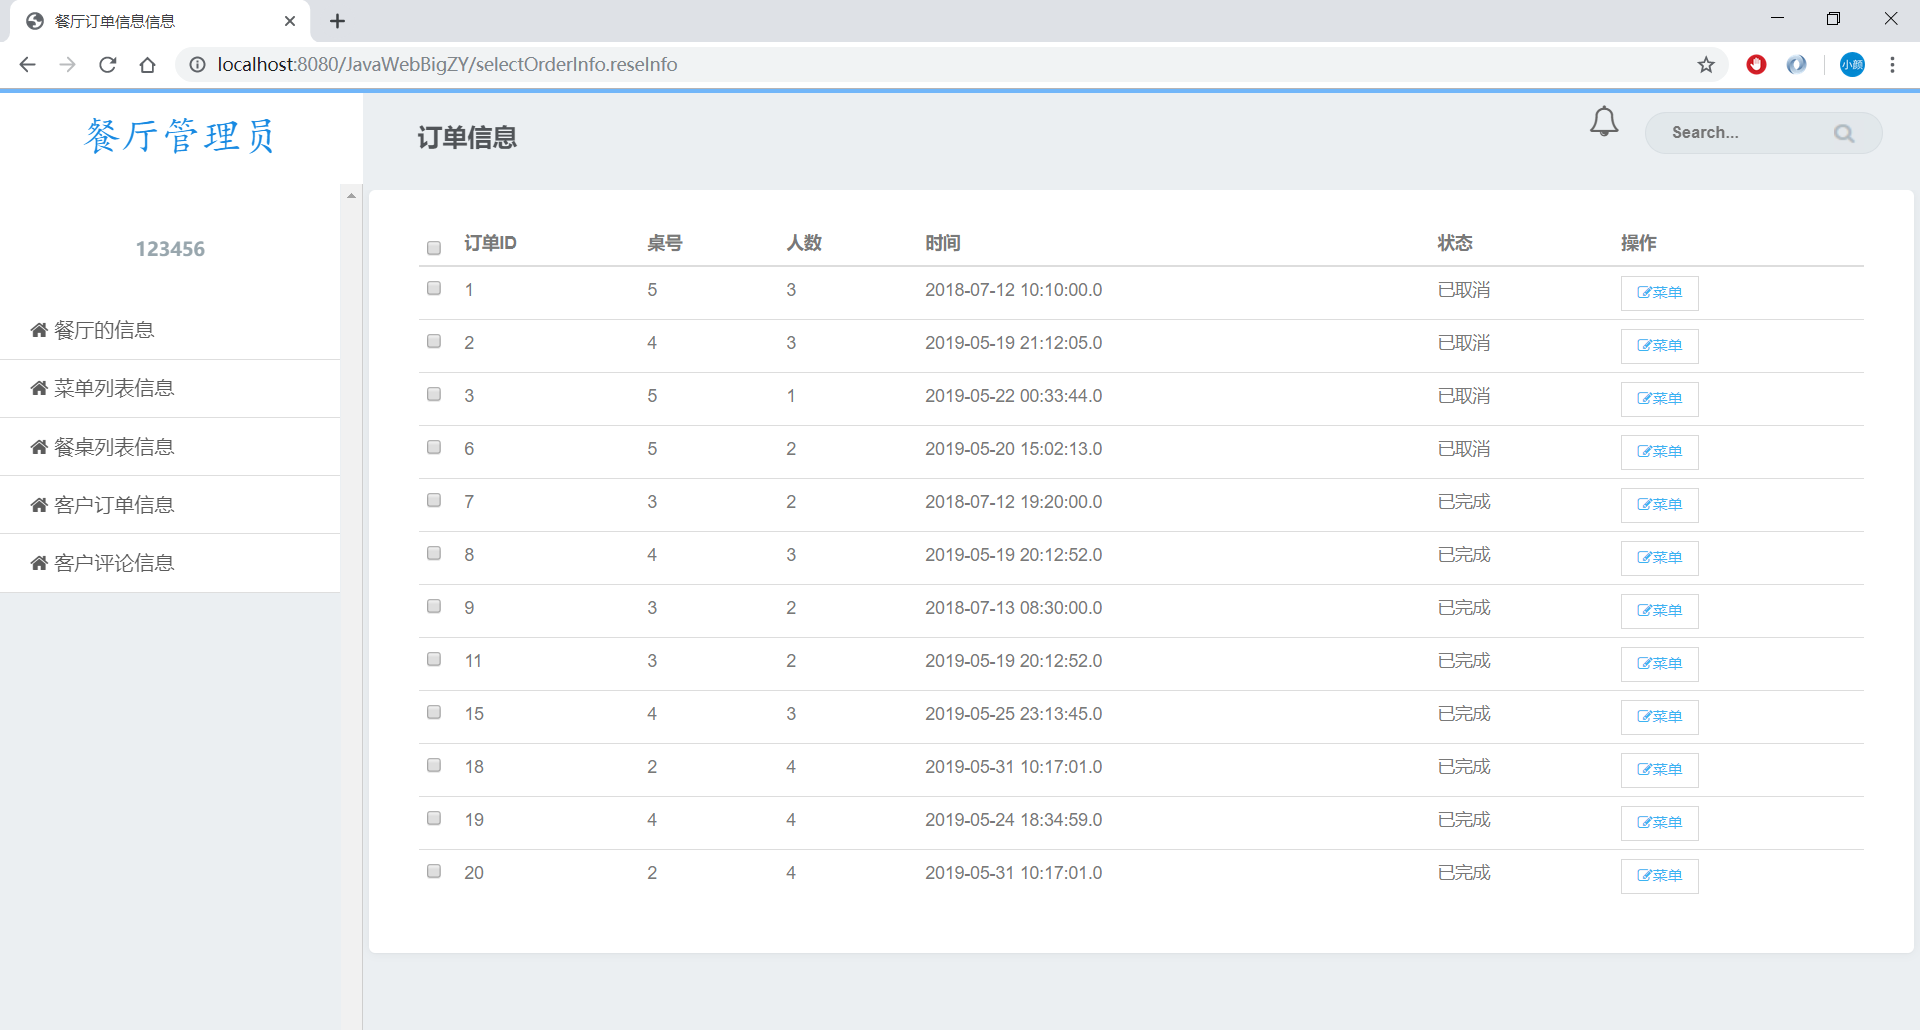 餐厅订单信息信息
localhost:8080/JavaWebBigZY/selectOrderInfo.reseInfo
小颜
餐厅管理员
123456
餐厅的信息
菜单列表信息
餐桌列表信息
客户订单信息
客户评论信息
订单信息
Search...
订单ID 桌号 人数 时间 状态 操作
1 5 3 2018-07-12 10:10:00.0 已取消 菜单
2 4 3 2019-05-19 21:12:05.0 已取消 菜单
3 5 1 2019-05-22 00:33:44.0 已取消 菜单
6 5 2 2019-05-20 15:02:13.0 已取消 菜单
7 3 2 2018-07-12 19:20:00.0 已完成 菜单
8 4 3 2019-05-19 20:12:52.0 已完成 菜单
9 3 2 2018-07-13 08:30:00.0 已完成 菜单
11 3 2 2019-05-19 20:12:52.0 已完成 菜单
15 4 3 2019-05-25 23:13:45.0 已完成 菜单
18 2 4 2019-05-31 10:17:01.0 已完成 菜单
19 4 4 2019-05-24 18:34:59.0 已完成 菜单
20 2 4 2019-05-31 10:17:01.0 已完成 菜单